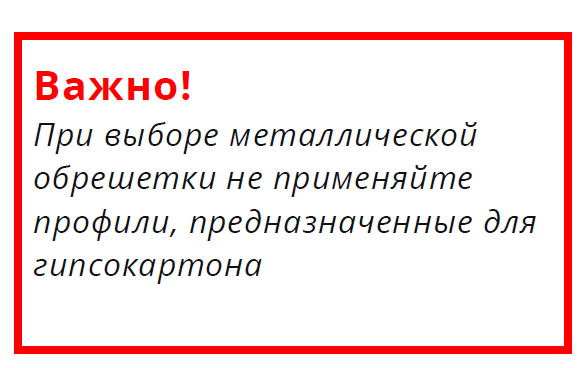 Важно!
При выборе металлической
обрешетки не применяйте
профили, предназначенные для
гипсокартона